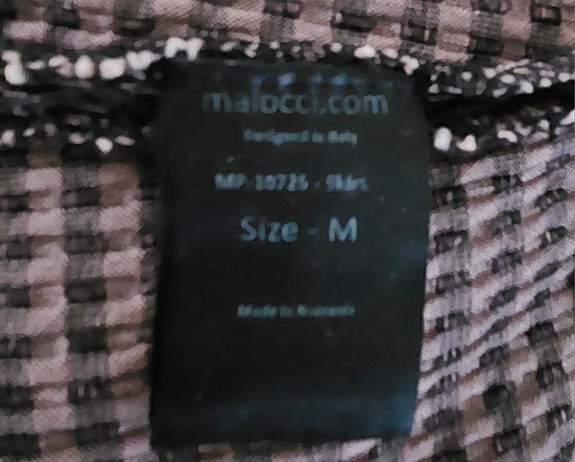 malocci.com
Designed in Italy
Size - M
Made in Romania